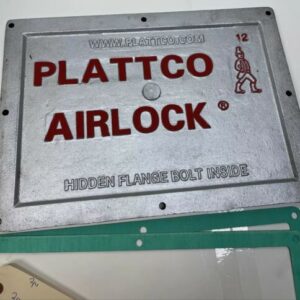 WWW.PLATTCO.COM
12
PLATTCO
AIRLOCK ®
HIDDEN FLANGE BOLT INSIDE